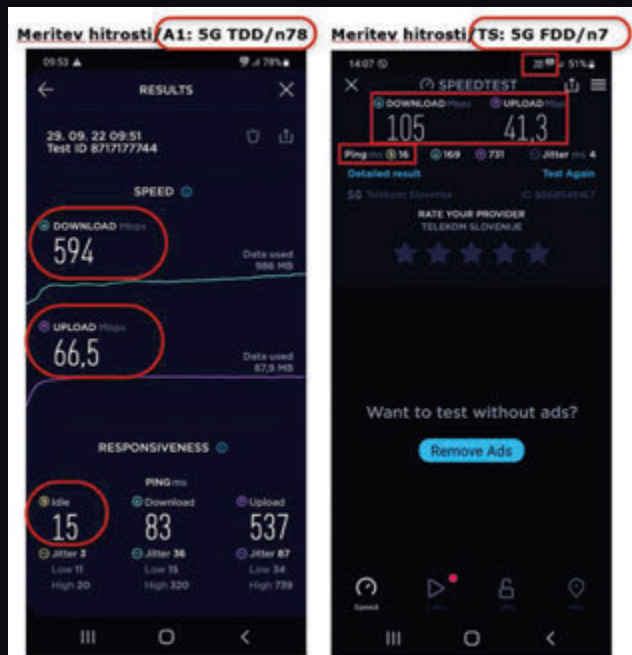 Meritev hitrosti/A1: 5G TDD/n78
09:53
78%
RESULTS
29. 09. 22 09:51
Test ID 8717177744
SPEED
DOWNLOAD Mbps
594
Data used
986 MB
UPLOAD Mbps
66,5
Data used
67,9 MB
RESPONSIVENESS
PING ms
Idle Download Upload
15 83 537
Jitter 3 Jitter 36 Jitter 87
Low 11 Low 15 Low 34
High 20 High 320 High 739
Meritev hitrosti/TS: 5G FDD/n7
14:07
51%
SPEEDTEST
DOWNLOAD Mbps UPLOAD Mbps
105 41,3
Ping ms 16 169 731 Jitter ms 4
Detailed result Test Again
5G Telekom Slovenije
RATE YOUR PROVIDER
TELEKOM SLOVENIJE
Want to test without ads?
Remove Ads
Speed